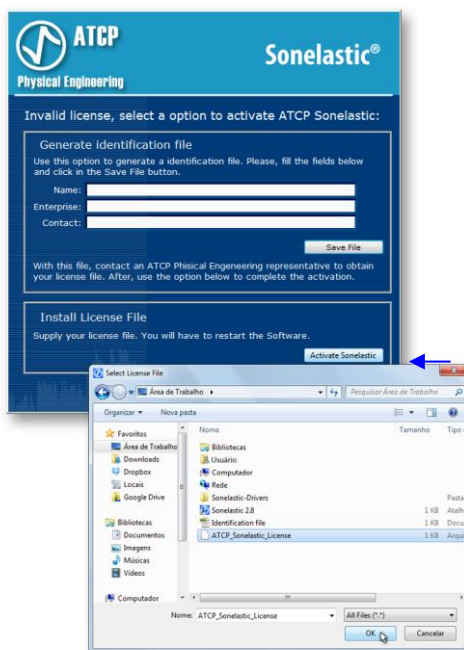 ATCP
Physical Engineering
Sonelastic®
Invalid license, select a option to activate ATCP Sonelastic:
Generate identification file
Use this option to generate a identification file. Please, fill the fields below
and click in the Save File button.
Name:
Enterprise:
Contact:
Save File
With this file, contact an ATCP Phisical Engeneering representative to obtain
your license file. After, use the option below to complete the activation.
Install License File
Supply your license file. You will have to restart the Software.
Activate Sonelastic
Select License File
Área de Trabalho
Pesquisar Área de Trabalho
Organizar
Nova pasta
Nome
Tamanho
Tipo
Favoritos
Área de Trabalho
Downloads
Dropbox
Locais
Google Drive
Bibliotecas
Documentos
Imagens
Músicas
Vídeos
Computador
Bibliotecas
Usuário
Computador
Rede
Sonelastic-Drivers
Pasta
Sonelastic 2.8
1 KB
Atalh
Identification file
1 KB
Docu
ATCP_Sonelastic_License
1 KB
Arqui
Nome:
ATCP_Sonelastic_License
All Files (*.*)
OK
Cancelar